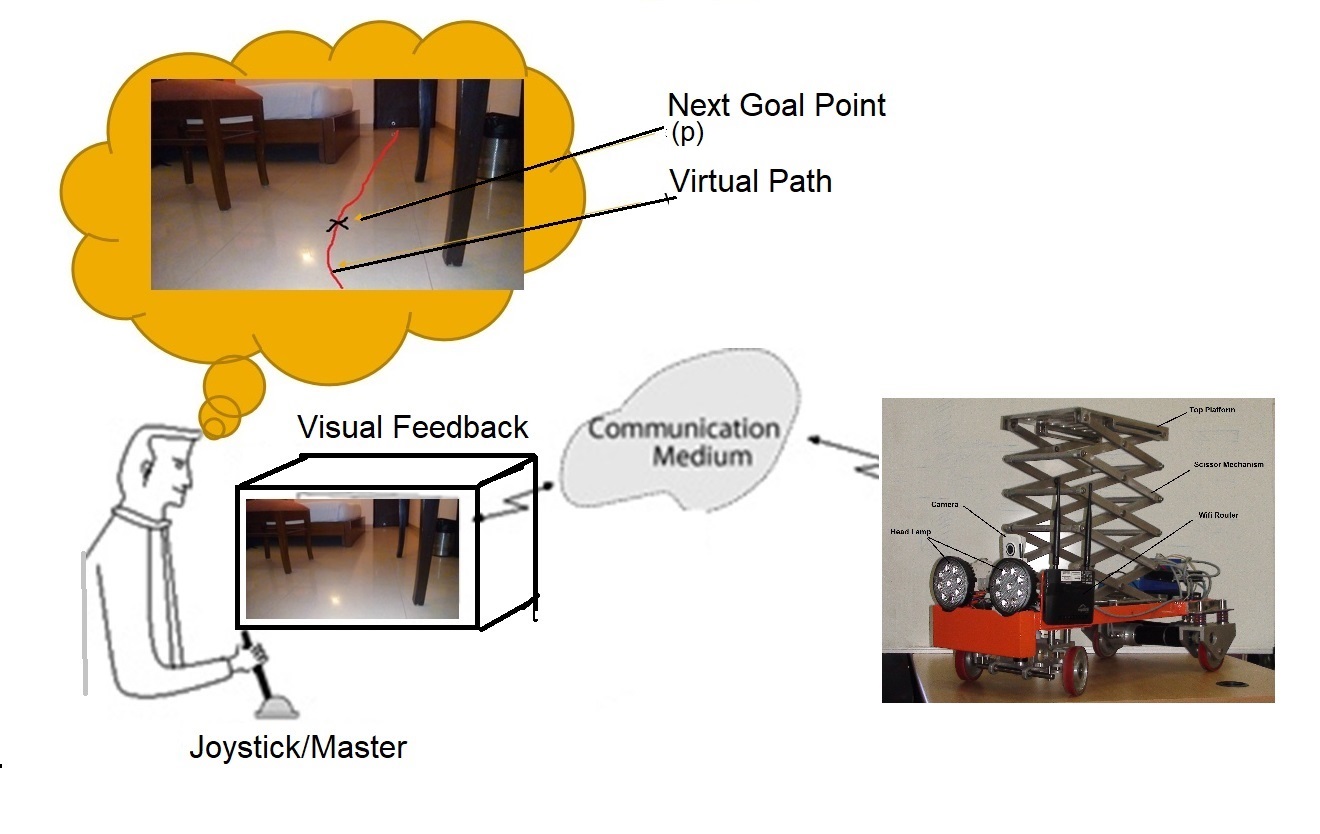 Next Goal Point
(p)
Virtual Path
Visual Feedback
Communication
Medium
Joystick/Master
Top Platform
Scissor Mechanism
Camera
Wifi Router
Head Lamp